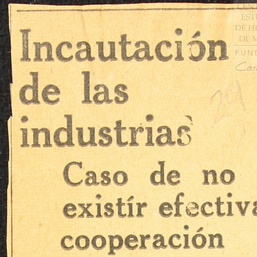 Incautación
de las
industrias
Caso de no
existír efectiva
cooperación